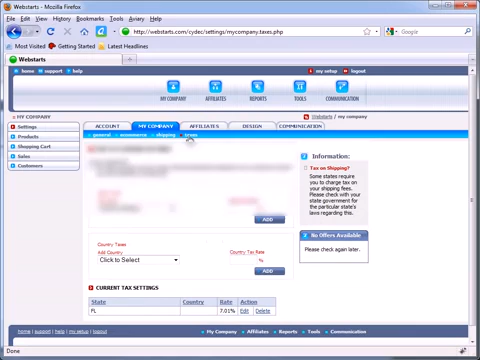 Webstarts - Mozilla Firefox
File Edit View History Bookmarks Tools Aviary Help
http://webstarts.com/cydec/settings/mycompany.taxes.php
Google
Most Visited Getting Started Latest Headlines
Webstarts
home support help
my setup logout
MY COMPANY AFFILIATES REPORTS TOOLS COMMUNICATION
Webstarts / my company
MY COMPANY
Settings
Products
Shopping Cart
Sales
Customers
ACCOUNT MY COMPANY AFFILIATES DESIGN COMMUNICATION
general ecommerce shipping taxes
ADD
Information:
Tax on Shipping?
Some states require
you to charge tax on
your shipping fees.
Please check with your
state government for
the particular state's
laws regarding this.
No Offers Available
Please check again later.
Country Taxes
Add Country
Click to Select
Country Tax Rate
%
ADD
CURRENT TAX SETTINGS
State Country Rate Action
FL 7.01% Edit Delete
home | support | help | my setup | logout
My Company Affiliates Reports Tools Communication
Done